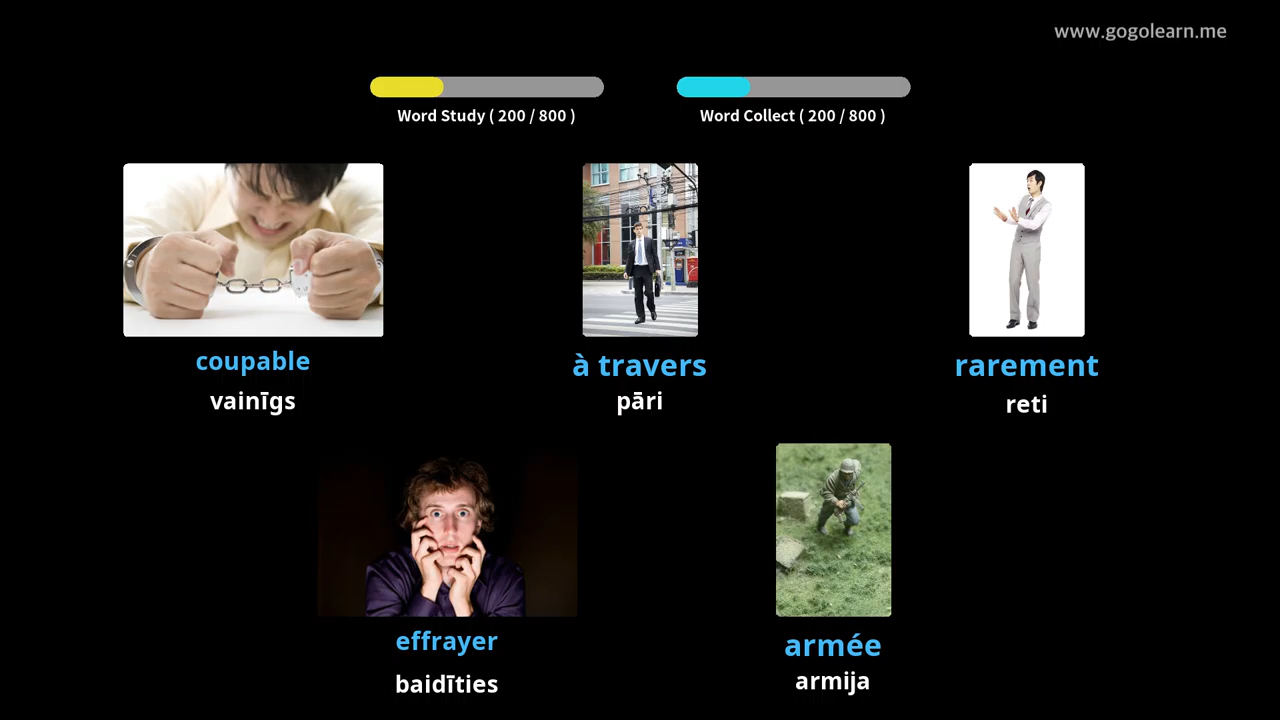 www.gogolearn.me
Word Study ( 200 / 800 )
Word Collect ( 200 / 800 )
coupable
vainīgs
à travers
pāri
rarement
reti
effrayer
baidīties
armée
armija